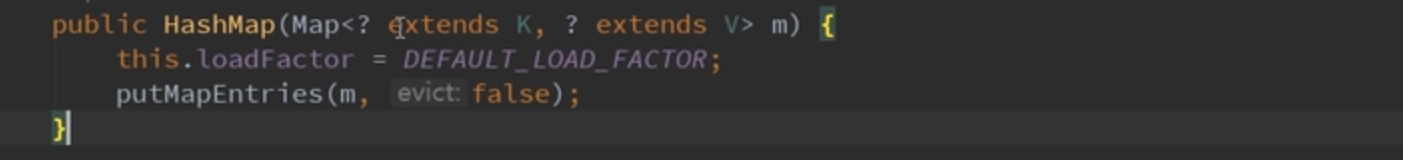 public HashMap(Map<? extends K, ? extends V> m) {
this.loadFactor = DEFAULT_LOAD_FACTOR;
putMapEntries(m, evict: false);
}